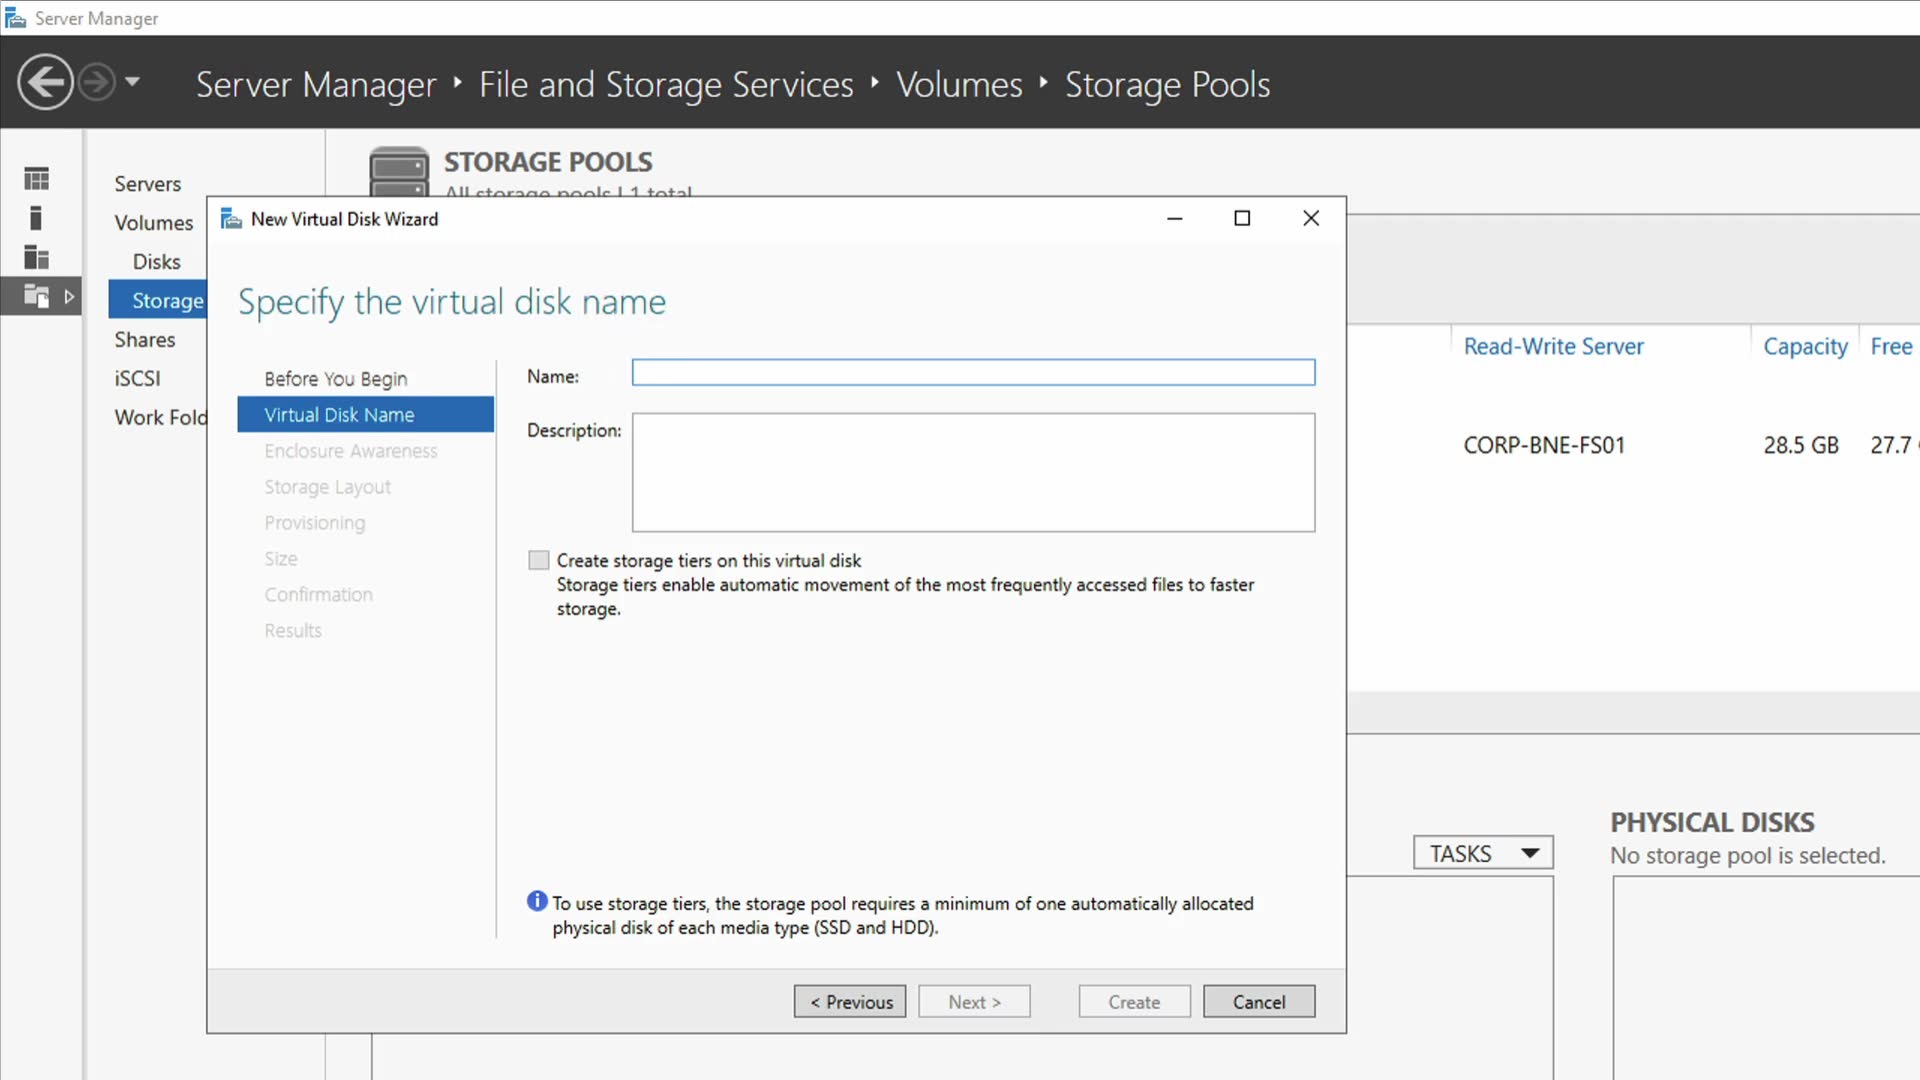 Server Manager
Server Manager ‣ File and Storage Services ‣ Volumes ‣ Storage Pools
Servers
Volumes
Disks
Storage
Shares
iSCSI
Work Fold
STORAGE POOLS
All storage pools | 1 total
New Virtual Disk Wizard
Specify the virtual disk name
Before You Begin
Virtual Disk Name
Enclosure Awareness
Storage Layout
Provisioning
Size
Confirmation
Results
Name:
Description:
Create storage tiers on this virtual disk
Storage tiers enable automatic movement of the most frequently accessed files to faster
storage.
To use storage tiers, the storage pool requires a minimum of one automatically allocated
physical disk of each media type (SSD and HDD).
< Previous
Next >
Create
Cancel
Read-Write Server Capacity Free
CORP-BNE-FS01 28.5 GB 27.7
TASKS
PHYSICAL DISKS
No storage pool is selected.